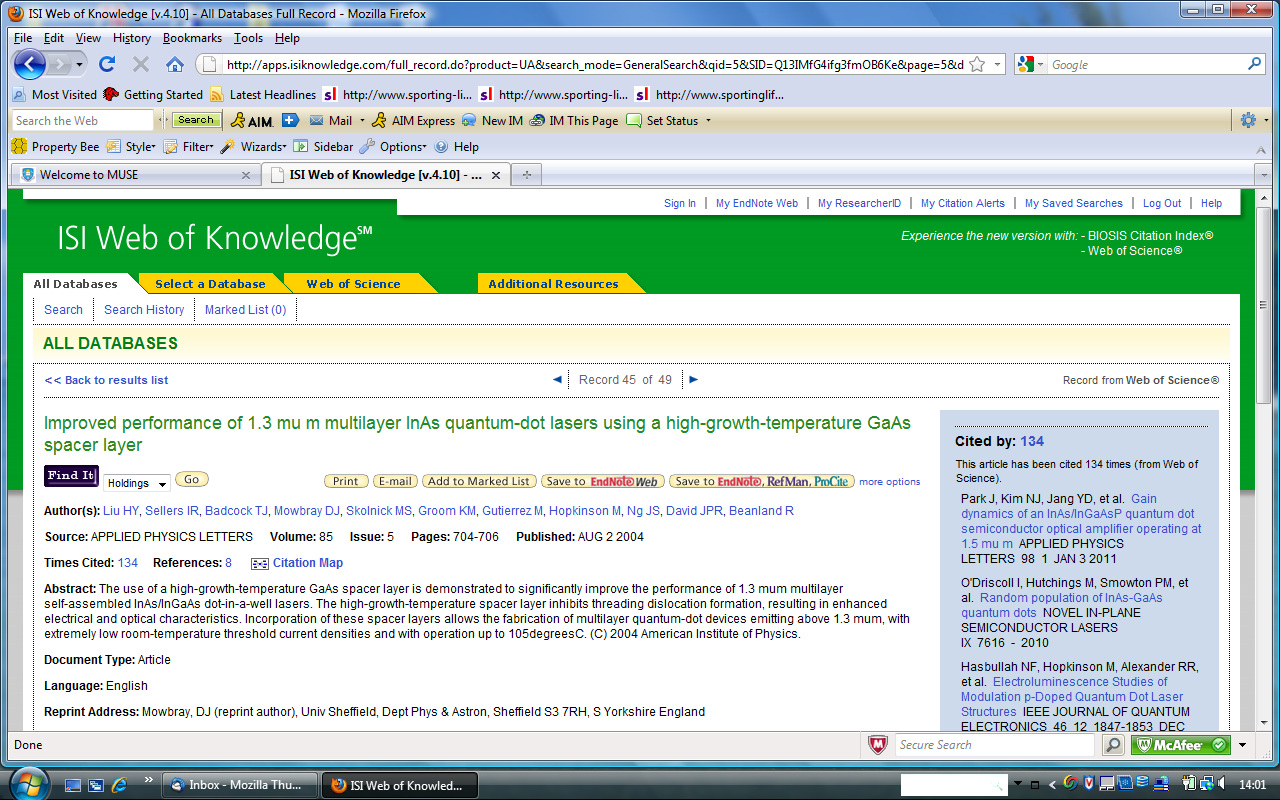 ISI Web of Knowledge [v.4.10] - All Databases Full Record - Mozilla Firefox
File Edit View History Bookmarks Tools Help
http://apps.isiknowledge.com/full_record.do?product=UA&search_mode=GeneralSearch&qid=5&SID=Q13IMfG4ifg3fmOB6Ke&page=5&d Google
Most Visited Getting Started Latest Headlines sl http://www.sporting-li... sl http://www.sporting-li... sl http://www.sportinglif...
Search the Web Search AIM Mail AIM Express New IM IM This Page Set Status
Property Bee Style Filter Wizards Sidebar Options Help
Welcome to MUSE ISI Web of Knowledge [v.4.10] - ...
Sign In | My EndNote Web | My ResearcherID | My Citation Alerts | My Saved Searches | Log Out | Help
ISI Web of Knowledge℠
Experience the new version with: - BIOSIS Citation Index®
- Web of Science®
All Databases Select a Database Web of Science Additional Resources
Search Search History Marked List (0)
ALL DATABASES
<< Back to results list Record 45 of 49 Record from Web of Science®
Improved performance of 1.3 mu m multilayer InAs quantum-dot lasers using a high-growth-temperature GaAs
spacer layer
Find It Holdings Go Print E-mail Add to Marked List Save to EndNote Web Save to EndNote, RefMan, ProCite more options
Author(s): Liu HY, Sellers IR, Badcock TJ, Mowbray DJ, Skolnick MS, Groom KM, Gutierrez M, Hopkinson M, Ng JS, David JPR, Beanland R
Source: APPLIED PHYSICS LETTERS Volume: 85 Issue: 5 Pages: 704-706 Published: AUG 2 2004
Times Cited: 134 References: 8 Citation Map
Abstract: The use of a high-growth-temperature GaAs spacer layer is demonstrated to significantly improve the performance of 1.3 mum multilayer
self-assembled InAs/InGaAs dot-in-a-well lasers. The high-growth-temperature spacer layer inhibits threading dislocation formation, resulting in enhanced
electrical and optical characteristics. Incorporation of these spacer layers allows the fabrication of multilayer quantum-dot devices emitting above 1.3 mum, with
extremely low room-temperature threshold current densities and with operation up to 105degreesC. (C) 2004 American Institute of Physics.
Document Type: Article
Language: English
Reprint Address: Mowbray, DJ (reprint author), Univ Sheffield, Dept Phys & Astron, Sheffield S3 7RH, S Yorkshire England
Cited by: 134
This article has been cited 134 times (from Web of
Science).
Park J, Kim NJ, Jang YD, et al. Gain
dynamics of an InAs/InGaAsP quantum dot
semiconductor optical amplifier operating at
1.5 mu m APPLIED PHYSICS
LETTERS 98 1 JAN 3 2011
O'Driscoll I, Hutchings M, Smowton PM, et
al. Random population of InAs-GaAs
quantum dots NOVEL IN-PLANE
SEMICONDUCTOR LASERS
IX 7616 - 2010
Hasbullah NF, Hopkinson M, Alexander RR,
et al. Electroluminescence Studies of
Modulation p-Doped Quantum Dot Laser
Structures IEEE JOURNAL OF QUANTUM
ELECTRONICS 46 12 1847-1853 DEC
Done Secure Search McAfee
Inbox - Mozilla Thu... ISI Web of Knowled... 14:01